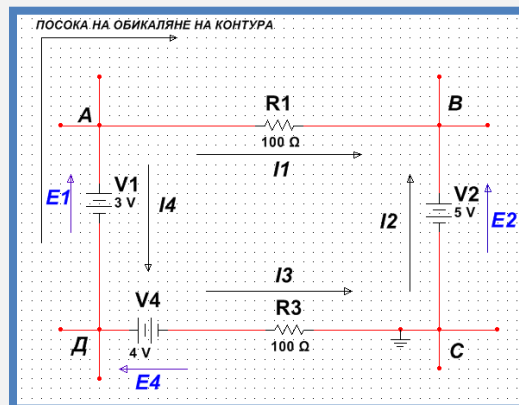 ПОСОКА НА ОБИКАЛЯНЕ НА КОНТУРА
A
B
R1
100 Ω
I1
E1
V1
3 V
I4
I2
V2
5 V
E2
I3
V4
R3
Д
4 V
100 Ω
C
E4